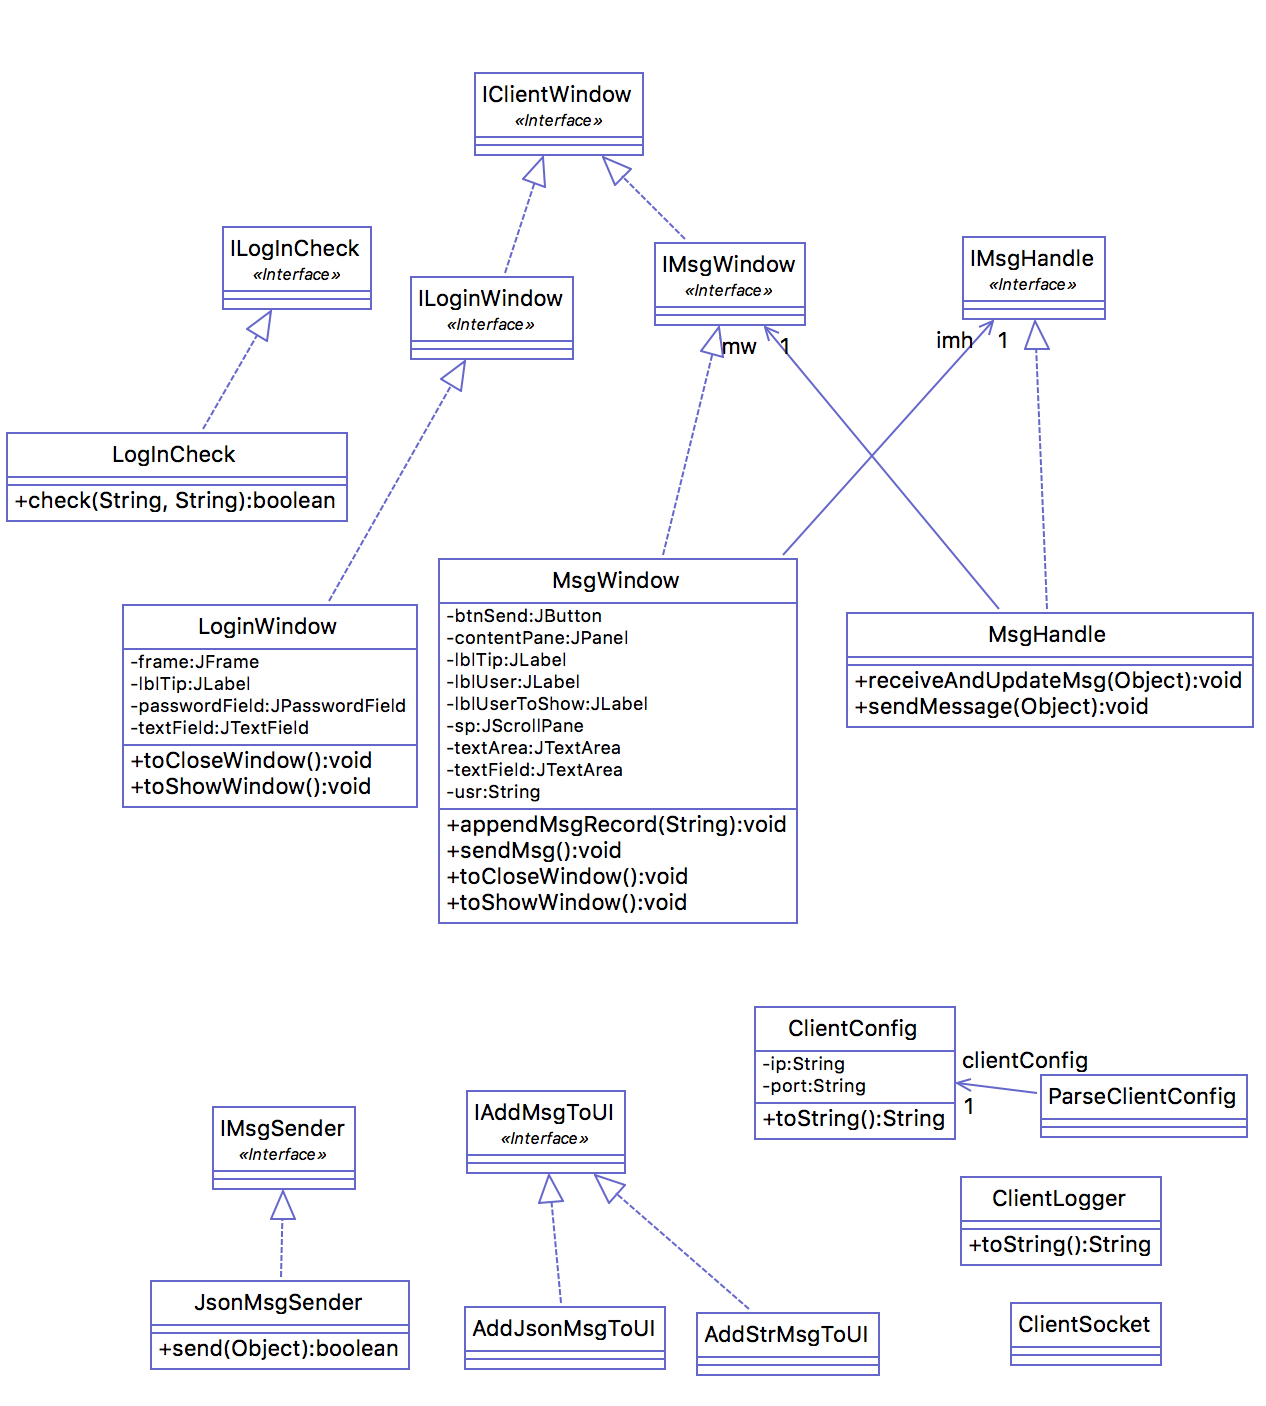 IClientWindow
«Interface»
ILogInCheck
«Interface»
ILoginWindow
«Interface»
IMsgWindow
«Interface»
IMsgHandle
«Interface»
mw
1
imh
1
LogInCheck
+check(String, String):boolean
LoginWindow
-frame:JFrame
-lblTip:JLabel
-passwordField:JPasswordField
-textField:JTextField
+toCloseWindow():void
+toShowWindow():void
MsgWindow
-btnSend:JButton
-contentPane:JPanel
-lblTip:JLabel
-lblUser:JLabel
-lblUserToShow:JLabel
-sp:JScrollPane
-textArea:JTextArea
-textField:JTextArea
-usr:String
+appendMsgRecord(String):void
+sendMsg():void
+toCloseWindow():void
+toShowWindow():void
MsgHandle
+receiveAndUpdateMsg(Object):void
+sendMessage(Object):void
ClientConfig
-ip:String
-port:String
+toString():String
clientConfig
1
ParseClientConfig
IMsgSender
«Interface»
IAddMsgToUI
«Interface»
ClientLogger
+toString():String
JsonMsgSender
+send(Object):boolean
AddJsonMsgToUI
AddStrMsgToUI
ClientSocket